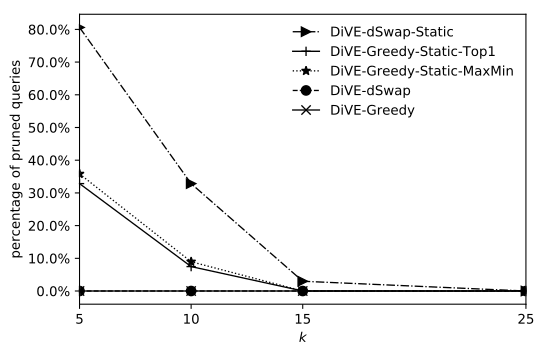 DiVE-dSwap-Static
DiVE-Greedy-Static-Top1
DiVE-Greedy-Static-MaxMin
DiVE-dSwap
DiVE-Greedy
percentage of pruned queries
80.0%
70.0%
60.0%
50.0%
40.0%
30.0%
20.0%
10.0%
0.0%
5 10 15 25
k